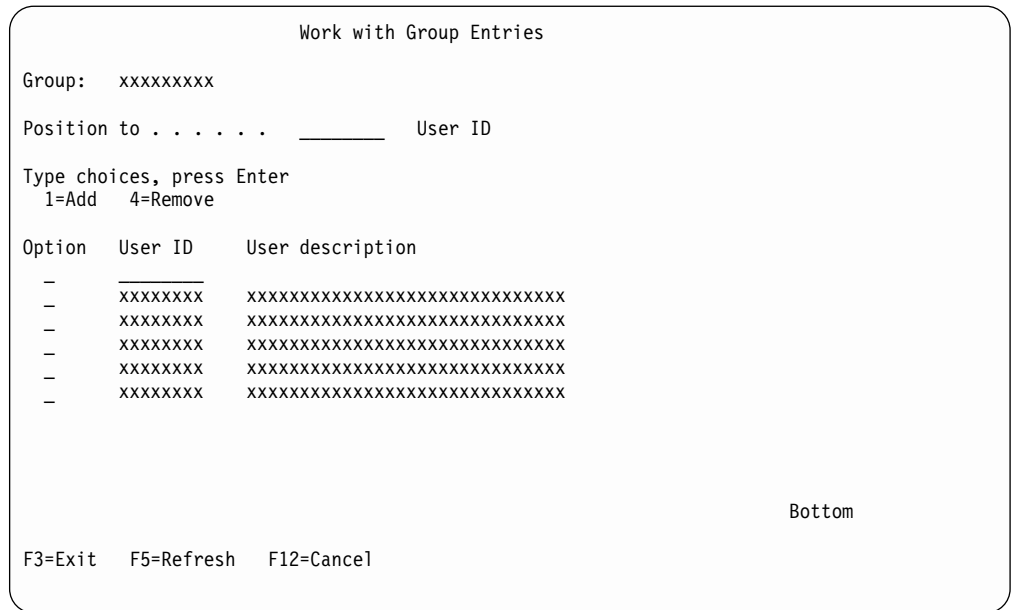 Work with Group Entries
Group: xxxxxxxxx
Position to . . . . . . ________ User ID
Type choices, press Enter
1=Add 4=Remove
Option User ID User description
_ ________
_ xxxxxxxx xxxxxxxxxxxxxxxxxxxxxxxxxxxxxx
_ xxxxxxxx xxxxxxxxxxxxxxxxxxxxxxxxxxxxxx
_ xxxxxxxx xxxxxxxxxxxxxxxxxxxxxxxxxxxxxx
_ xxxxxxxx xxxxxxxxxxxxxxxxxxxxxxxxxxxxxx
_ xxxxxxxx xxxxxxxxxxxxxxxxxxxxxxxxxxxxxx
Bottom
F3=Exit F5=Refresh F12=Cancel